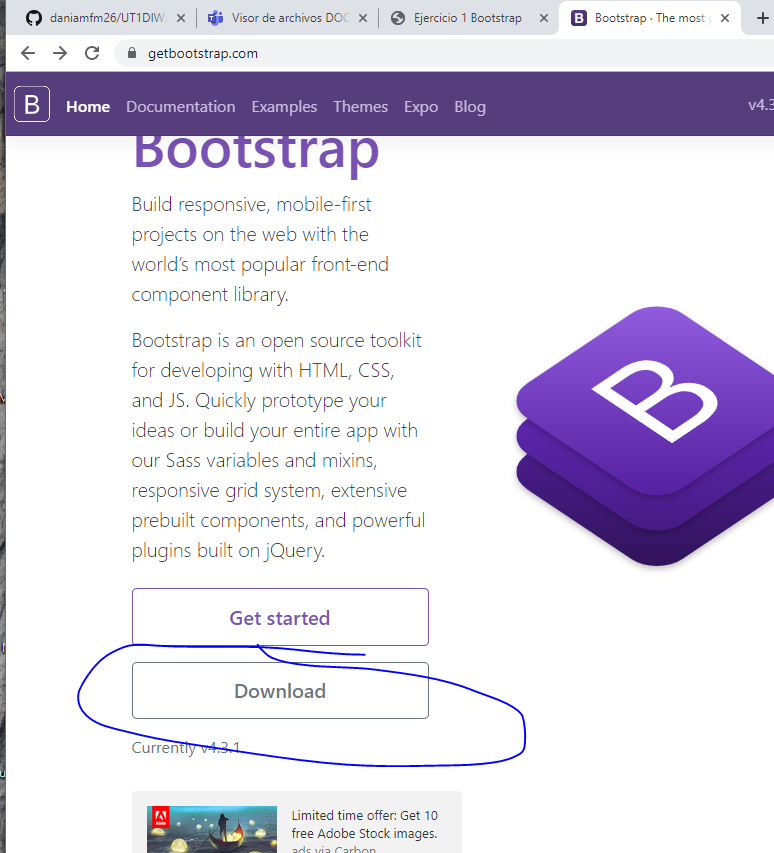 daniamfm26/UT1DIW
Visor de archivos DOC
Ejercicio 1 Bootstrap
B
Bootstrap · The most p
getbootstrap.com
B
Home
Documentation
Examples
Themes
Expo
Blog
v4.3
Bootstrap
Build responsive, mobile-first
projects on the web with the
world’s most popular front-end
component library.
Bootstrap is an open source toolkit
for developing with HTML, CSS,
and JS. Quickly prototype your
ideas or build your entire app with
our Sass variables and mixins,
responsive grid system, extensive
prebuilt components, and powerful
plugins built on jQuery.
B
Get started
Download
Currently v4.3.1
Adobe
Limited time offer: Get 10
free Adobe Stock images.
ads via Carbon